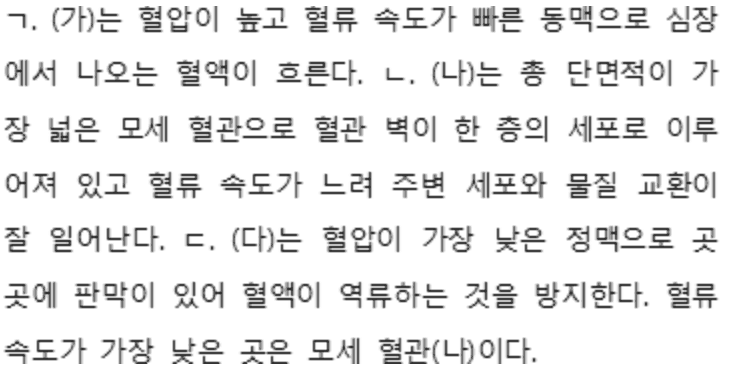 ㄱ. (가)는 혈압이 높고 혈류 속도가 빠른 동맥으로 심장
에서 나오는 혈액이 흐른다. ㄴ. (나)는 총 단면적이 가
장 넓은 모세 혈관으로 혈관 벽이 한 층의 세포로 이루
어져 있고 혈류 속도가 느려 주변 세포와 물질 교환이
잘 일어난다. ㄷ. (다)는 혈압이 가장 낮은 정맥으로 곳
곳에 판막이 있어 혈액이 역류하는 것을 방지한다. 혈류
속도가 가장 낮은 곳은 모세 혈관(나)이다.